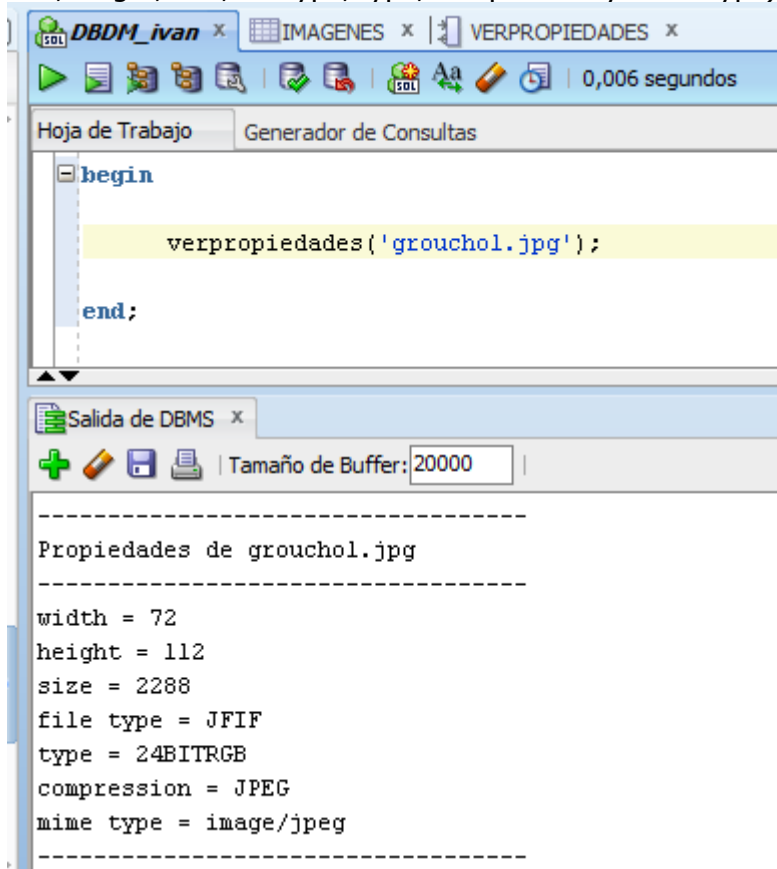 DBDM_ivan x IMAGENES x VERPROPIEDADES x
0,006 segundos
Hoja de Trabajo Generador de Consultas
begin
verpropiedades('groucho1.jpg');
end;
Salida de DBMS x
Tamaño de Buffer: 20000
-----------------------------------
Propiedades de groucho1.jpg
-----------------------------------
width = 72
height = 112
size = 2288
file type = JFIF
type = 24BITRGB
compression = JPEG
mime type = image/jpeg
-----------------------------------